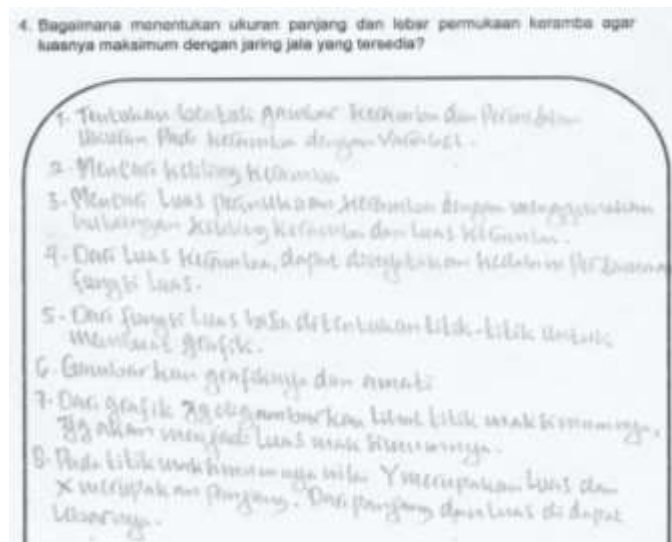 4. Bagaimana menentukan ukuran panjang dan lebar permukaan keramba agar
luasnya maksimum dengan jaring jala yang tersedia?
1. Tentukan bentuk gambar keramba dan
ukuran pada keramba dengan variabel.
2. Mencari keliling keramba
3. Mencari luas permukaan keramba dengan menggunakan
hubungan keliling keramba dan luas keramba.
4. Dari luas keramba, dapat kedalam persamaan
fungsi luas.
5. Dari fungsi luas bisa ditentukan titik-titik untuk
membuat grafik.
6. Gambarkan grafiknya dan amati
7. Dari grafik yg digambarkan lihat titik maksimumnya,
yg akan menjadi luas maksimumnya.
8. Pada titik maksimumnya nilai Y merupakan luas dan
X merupakan panjang. Dari panjang dan luas di dapat
lebarnya.